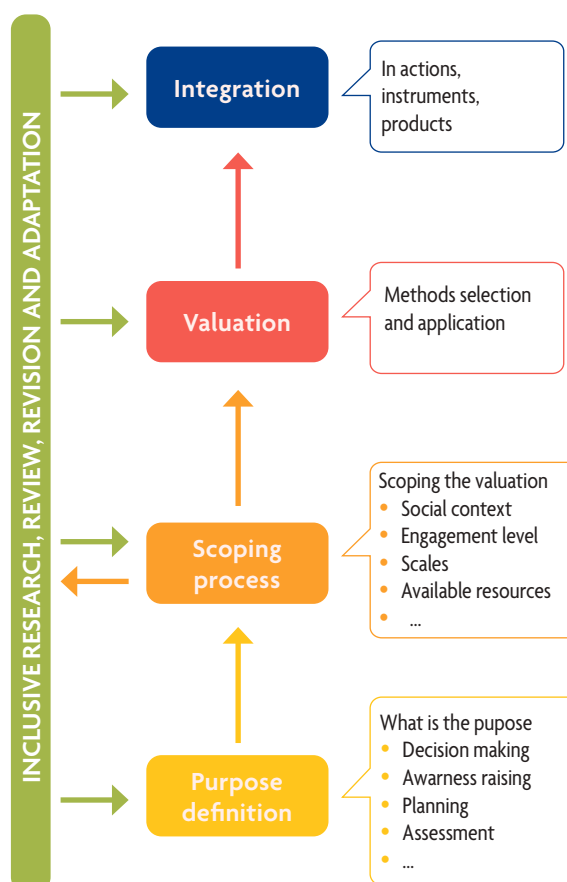 INCLUSIVE RESEARCH, REVIEW, REVISION AND ADAPTATION
Integration
In actions,
instruments,
products
Valuation
Methods selection
and application
Scoping
process
Scoping the valuation
• Social context
• Engagement level
• Scales
• Available resources
• ...
Purpose
definition
What is the pupose
• Decision making
• Awarness raising
• Planning
• Assessment
• ...